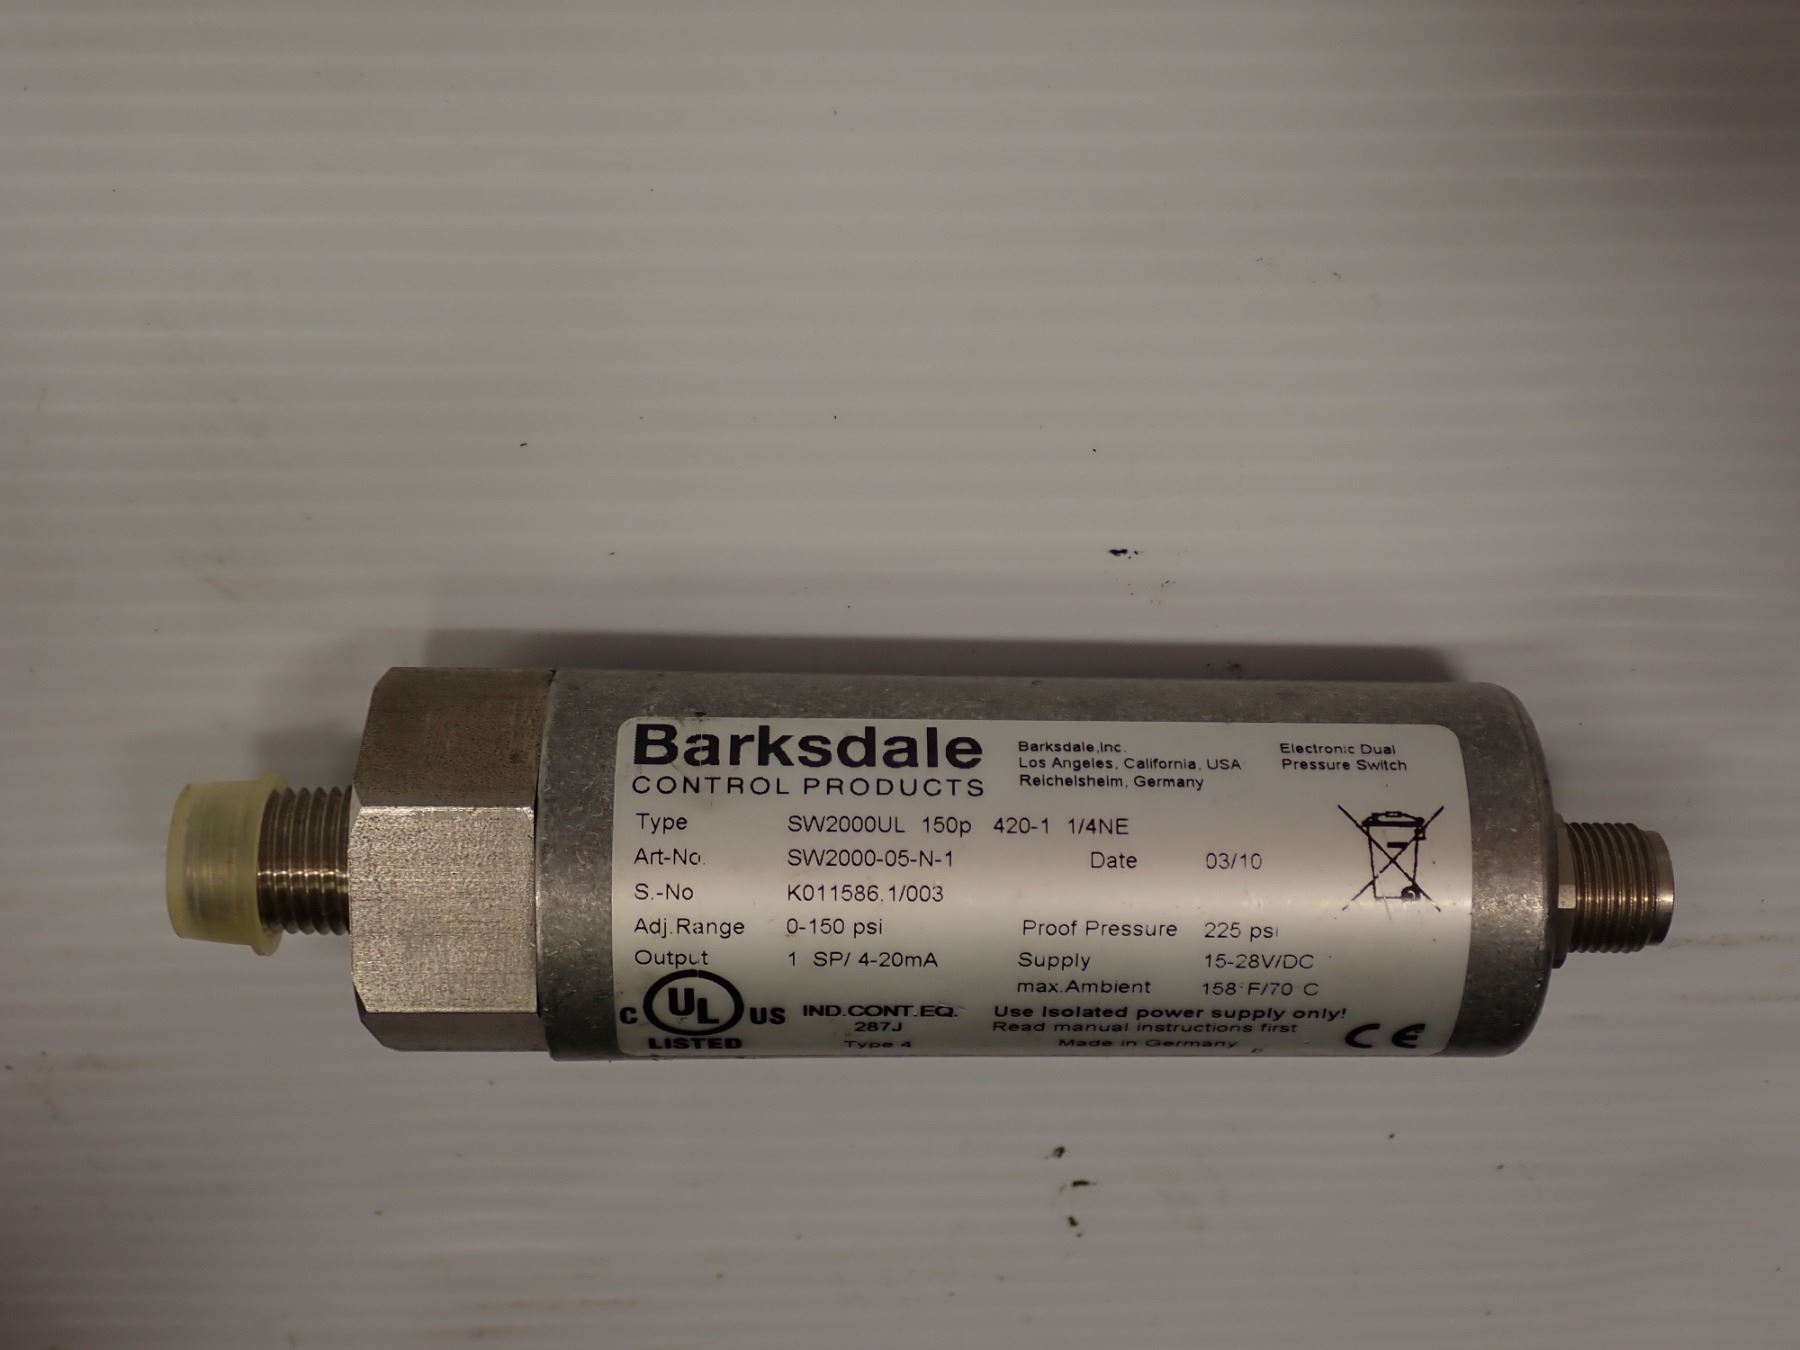 Barksdale
CONTROL PRODUCTS
Barksdale,Inc.
Los Angeles, California, USA
Reichelsheim, Germany
Electronic Dual
Pressure Switch
Type SW2000UL 150p 420-1 1/4NE
Art-No. SW2000-05-N-1 Date 03/10
S.-No K011586.1/003
Adj.Range 0-150 psi Proof Pressure 225 psi
Output 1 SP/ 4-20mA Supply 15-28V/DC
max.Ambient 158°F/70°C
C UL US
LISTED
IND.CONT.EQ.
287J
Type 4
Use Isolated power supply only!
Read manual instructions first
Made in Germany
CE